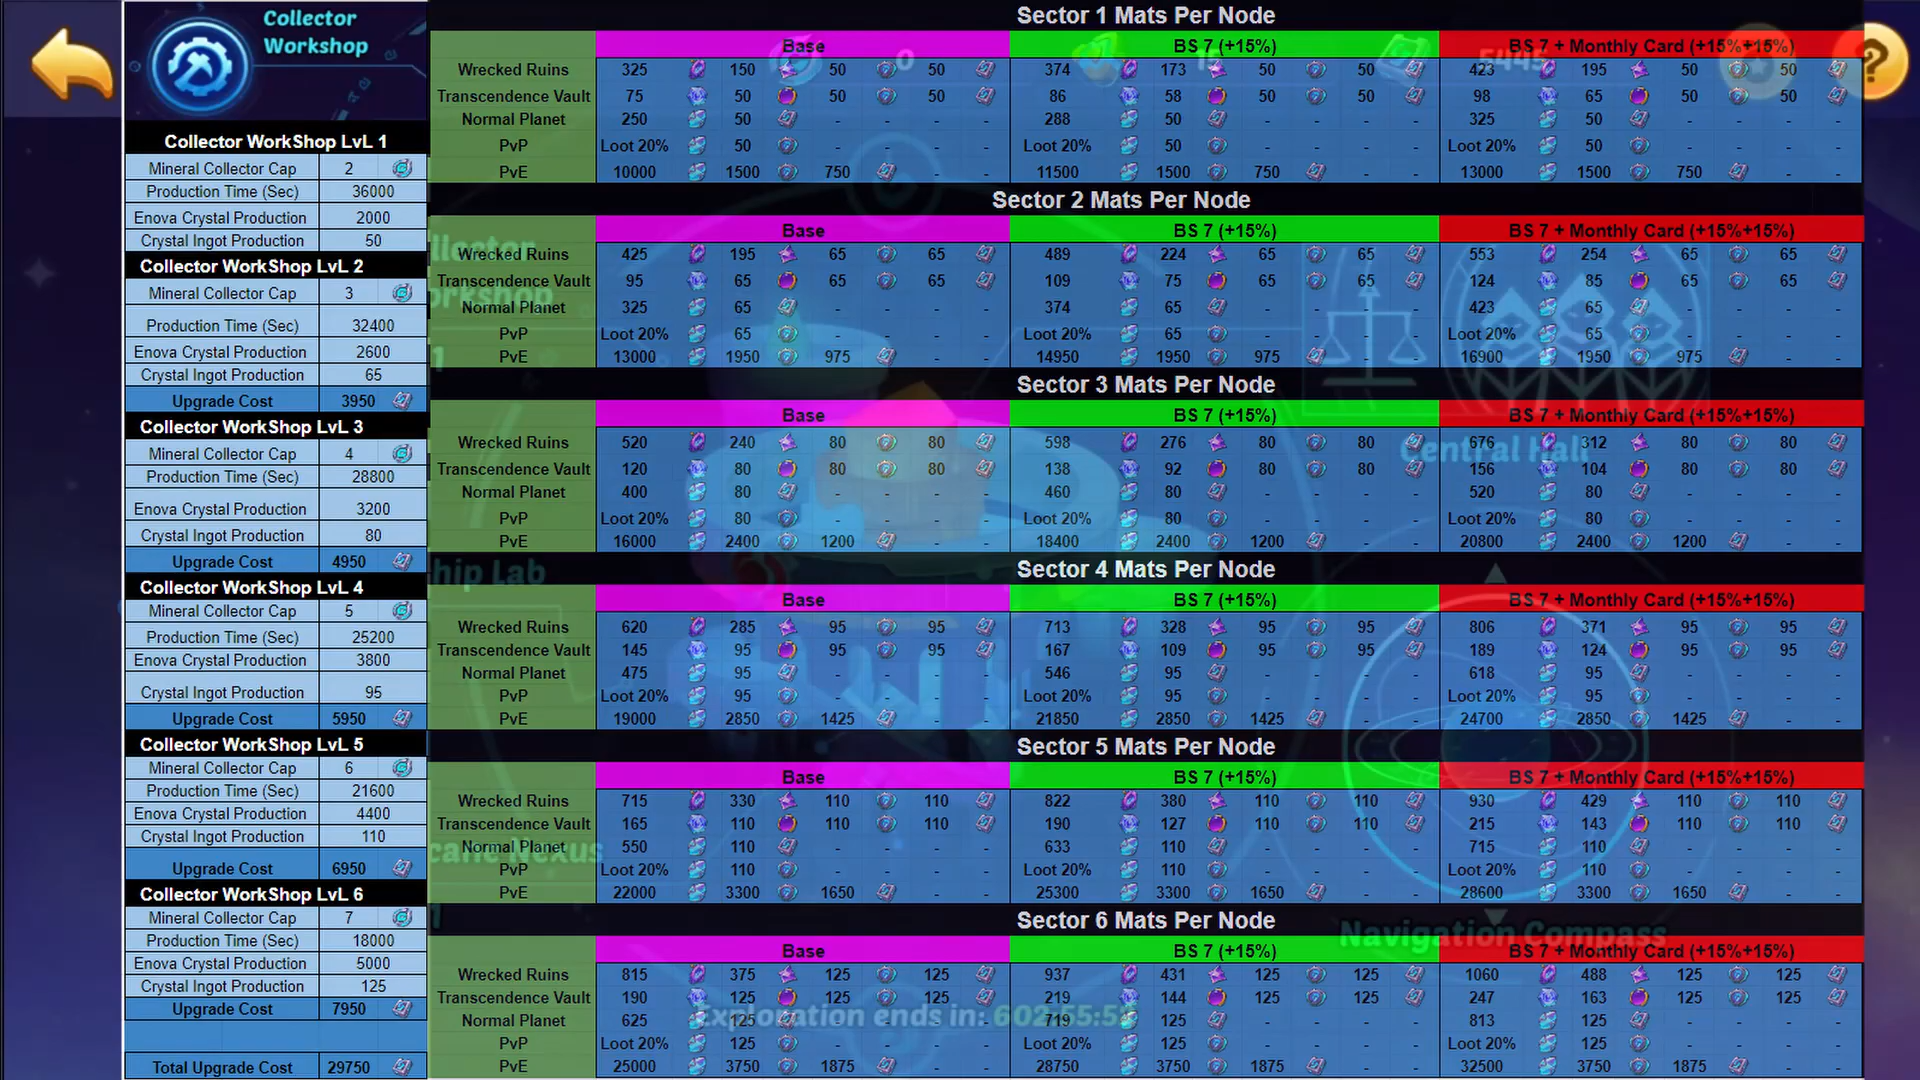 Collector
Workshop
Collector WorkShop LvL 1
Mineral Collector Cap 2
Production Time (Sec) 36000
Enova Crystal Production 2000
Crystal Ingot Production 50
Collector WorkShop LvL 2
Mineral Collector Cap 3
Production Time (Sec) 32400
Enova Crystal Production 2600
Crystal Ingot Production 65
Upgrade Cost 3950
Collector WorkShop LvL 3
Mineral Collector Cap 4
Production Time (Sec) 28800
Enova Crystal Production 3200
Crystal Ingot Production 80
Upgrade Cost 4950
Collector WorkShop LvL 4
Mineral Collector Cap 5
Production Time (Sec) 25200
Enova Crystal Production 3800
Crystal Ingot Production 95
Upgrade Cost 5950
Collector WorkShop LvL 5
Mineral Collector Cap 6
Production Time (Sec) 21600
Enova Crystal Production 4400
Crystal Ingot Production 110
Upgrade Cost 6950
Collector WorkShop LvL 6
Mineral Collector Cap 7
Production Time (Sec) 18000
Enova Crystal Production 5000
Crystal Ingot Production 125
Upgrade Cost 7950
Total Upgrade Cost 29750
Sector 1 Mats Per Node
Base BS 7 (+15%) BS 7 + Monthly Card (+15%+15%)
Wrecked Ruins 325 150 50 50 374 173 50 50 423 195 50 50
Transcendence Vault 75 50 50 50 86 58 50 50 98 65 50 50
Normal Planet 250 50 - - 288 50 - - 325 50 - -
PvP Loot 20% 50 - - Loot 20% 50 - - Loot 20% 50 - -
PvE 10000 1500 750 - - 11500 1500 750 - - 13000 1500 750 - -
Sector 2 Mats Per Node
Base BS 7 (+15%) BS 7 + Monthly Card (+15%+15%)
Wrecked Ruins 425 195 65 65 489 224 65 65 553 254 65 65
Transcendence Vault 95 65 65 65 109 75 65 65 124 85 65 65
Normal Planet 325 65 - - 374 65 - - 423 65 - -
PvP Loot 20% 65 - - Loot 20% 65 - - Loot 20% 65 - -
PvE 13000 1950 975 - - 14950 1950 975 - - 16900 1950 975 - -
Sector 3 Mats Per Node
Base BS 7 (+15%) BS 7 + Monthly Card (+15%+15%)
Wrecked Ruins 520 240 80 80 598 276 80 80 676 312 80 80
Transcendence Vault 120 80 80 80 138 92 80 80 156 104 80 80
Normal Planet 400 80 - - 460 80 - - 520 80 - -
PvP Loot 20% 80 - - Loot 20% 80 - - Loot 20% 80 - -
PvE 16000 2400 1200 - - 18400 2400 1200 - - 20800 2400 1200 - -
Sector 4 Mats Per Node
Base BS 7 (+15%) BS 7 + Monthly Card (+15%+15%)
Wrecked Ruins 620 285 95 95 713 328 95 95 806 371 95 95
Transcendence Vault 145 95 95 95 167 109 95 95 189 124 95 95
Normal Planet 475 95 - - 546 95 - - 618 95 - -
PvP Loot 20% 95 - - Loot 20% 95 - - Loot 20% 95 - -
PvE 19000 2850 1425 - - 21850 2850 1425 - - 24700 2850 1425 - -
Sector 5 Mats Per Node
Base BS 7 (+15%) BS 7 + Monthly Card (+15%+15%)
Wrecked Ruins 715 330 110 110 822 380 110 110 930 429 110 110
Transcendence Vault 165 110 110 110 190 127 110 110 215 143 110 110
Normal Planet 550 110 - - 633 110 - - 715 110 - -
PvP Loot 20% 110 - - Loot 20% 110 - - Loot 20% 110 - -
PvE 22000 3300 1650 - - 25300 3300 1650 - - 28600 3300 1650 - -
Sector 6 Mats Per Node
Base BS 7 (+15%) BS 7 + Monthly Card (+15%+15%)
Wrecked Ruins 815 375 125 125 937 431 125 125 1060 488 125 125
Transcendence Vault 190 125 125 125 219 144 125 125 247 163 125 125
Normal Planet 625 125 - - 719 125 - - 813 125 - -
PvP Loot 20% 125 - - Loot 20% 125 - - Loot 20% 125 - -
PvE 25000 3750 1875 - - 28750 3750 1875 - - 32500 3750 1875 - -
Central Hall
Navigation Compass
Exploration ends in:
?